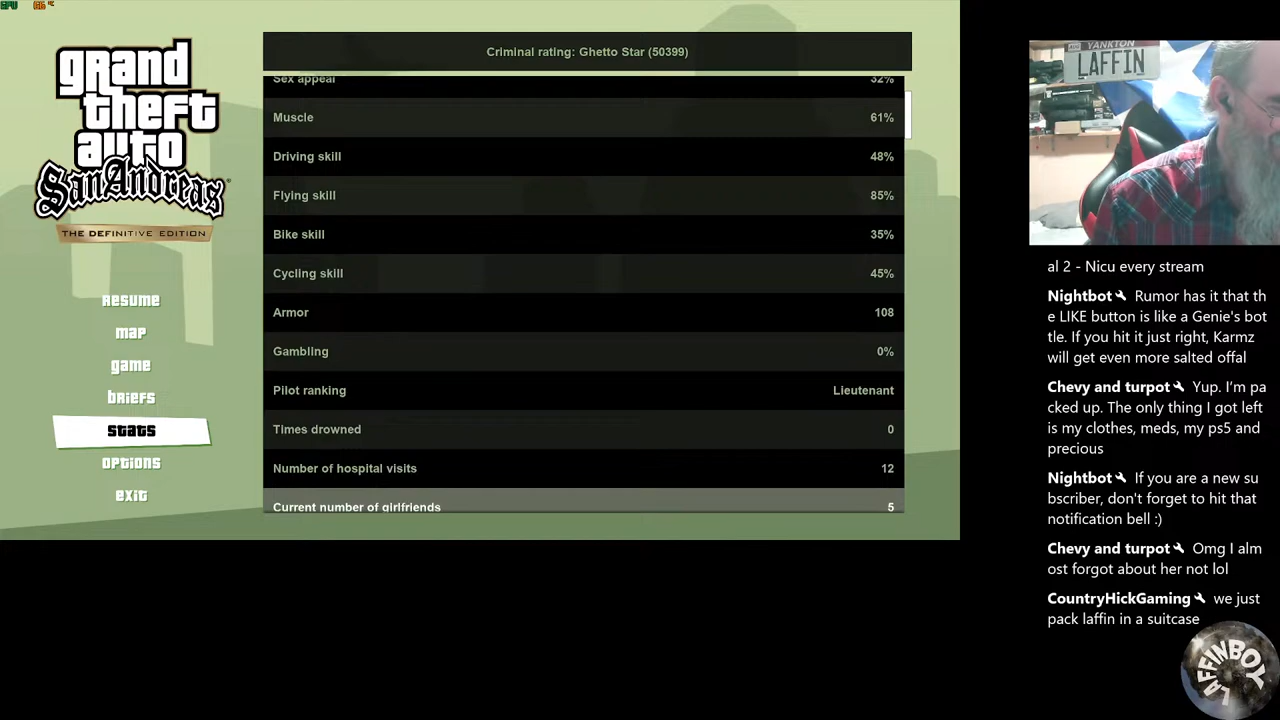 GPU 66 °C
grand
theft
auto
San Andreas
THE DEFINITIVE EDITION
Resume
map
game
briefs
stats
options
exit
Criminal rating: Ghetto Star (50399)
Sex appeal 32%
Muscle 61%
Driving skill 48%
Flying skill 85%
Bike skill 35%
Cycling skill 45%
Armor 108
Gambling 0%
Pilot ranking Lieutenant
Times drowned 0
Number of hospital visits 12
Current number of girlfriends 5
YANKTON
LAFFIN
al 2 - Nicu every stream
Nightbot Rumor has it that th
e LIKE button is like a Genie's bot
tle. If you hit it just right, Karmz
will get even more salted offal
Chevy and turpot Yup. I'm pa
cked up. The only thing I got left
is my clothes, meds, my ps5 and
precious
Nightbot If you are a new su
bscriber, don't forget to hit that
notification bell :)
Chevy and turpot Omg I alm
ost forgot about her not lol
CountryHickGaming we just
pack laffin in a suitcase
LAFFINBOY